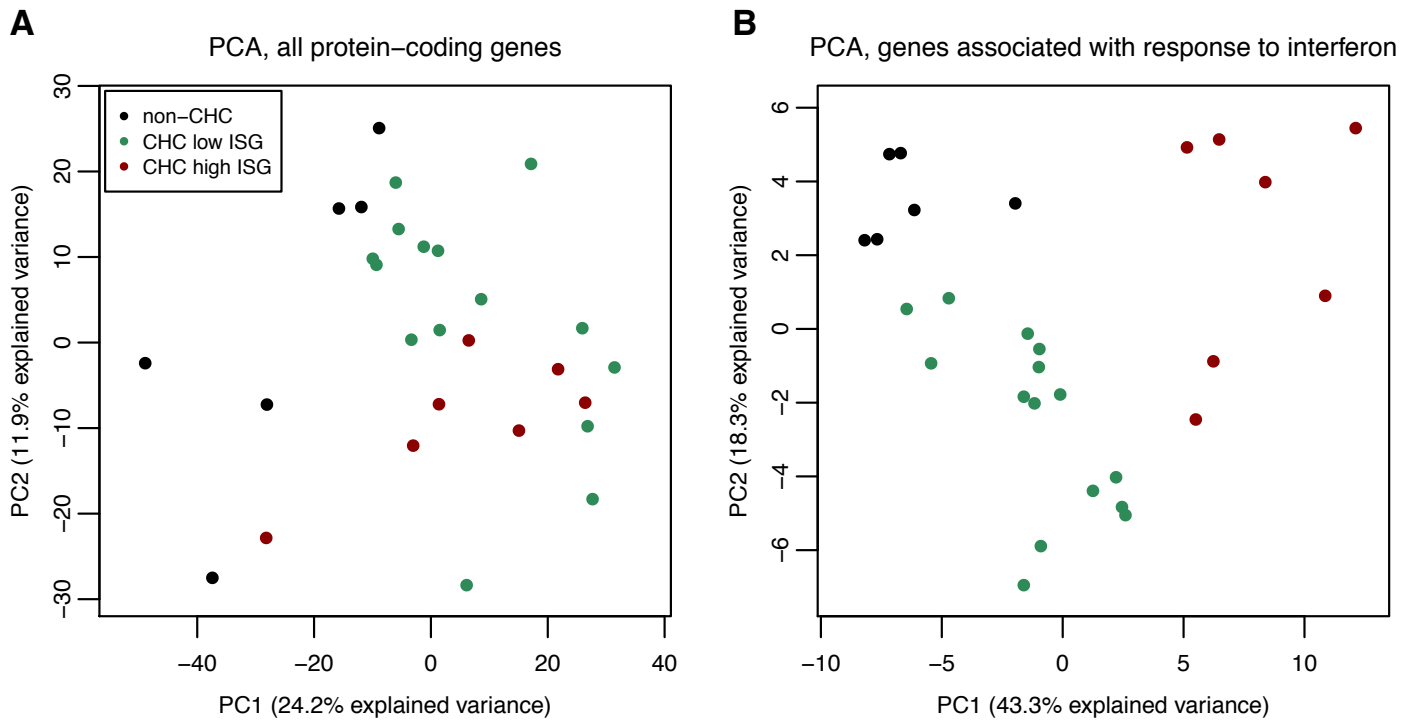 A
PCA, all protein−coding genes
non−CHC
CHC low ISG
CHC high ISG
30
20
10
0
−10
−20
−30
PC2 (11.9% explained variance)
−40
−20
0
20
40
PC1 (24.2% explained variance)
B
PCA, genes associated with response to interferon
6
4
2
0
−2
−4
−6
PC2 (18.3% explained variance)
−10
−5
0
5
10
PC1 (43.3% explained variance)